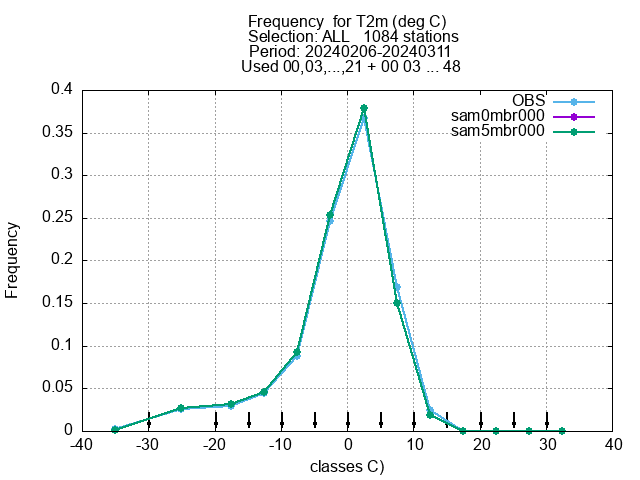 Frequency  for T2m (deg C)
Selection: ALL   1084 stations
Period: 20240206-20240311
Used 00,03,...,21 + 00 03 ... 48
OBS
sam0mbr000
sam5mbr000
Frequency
0.4
0.35
0.3
0.25
0.2
0.15
0.1
0.05
0
-40 -30 -20 -10 0 10 20 30 40
classes C)